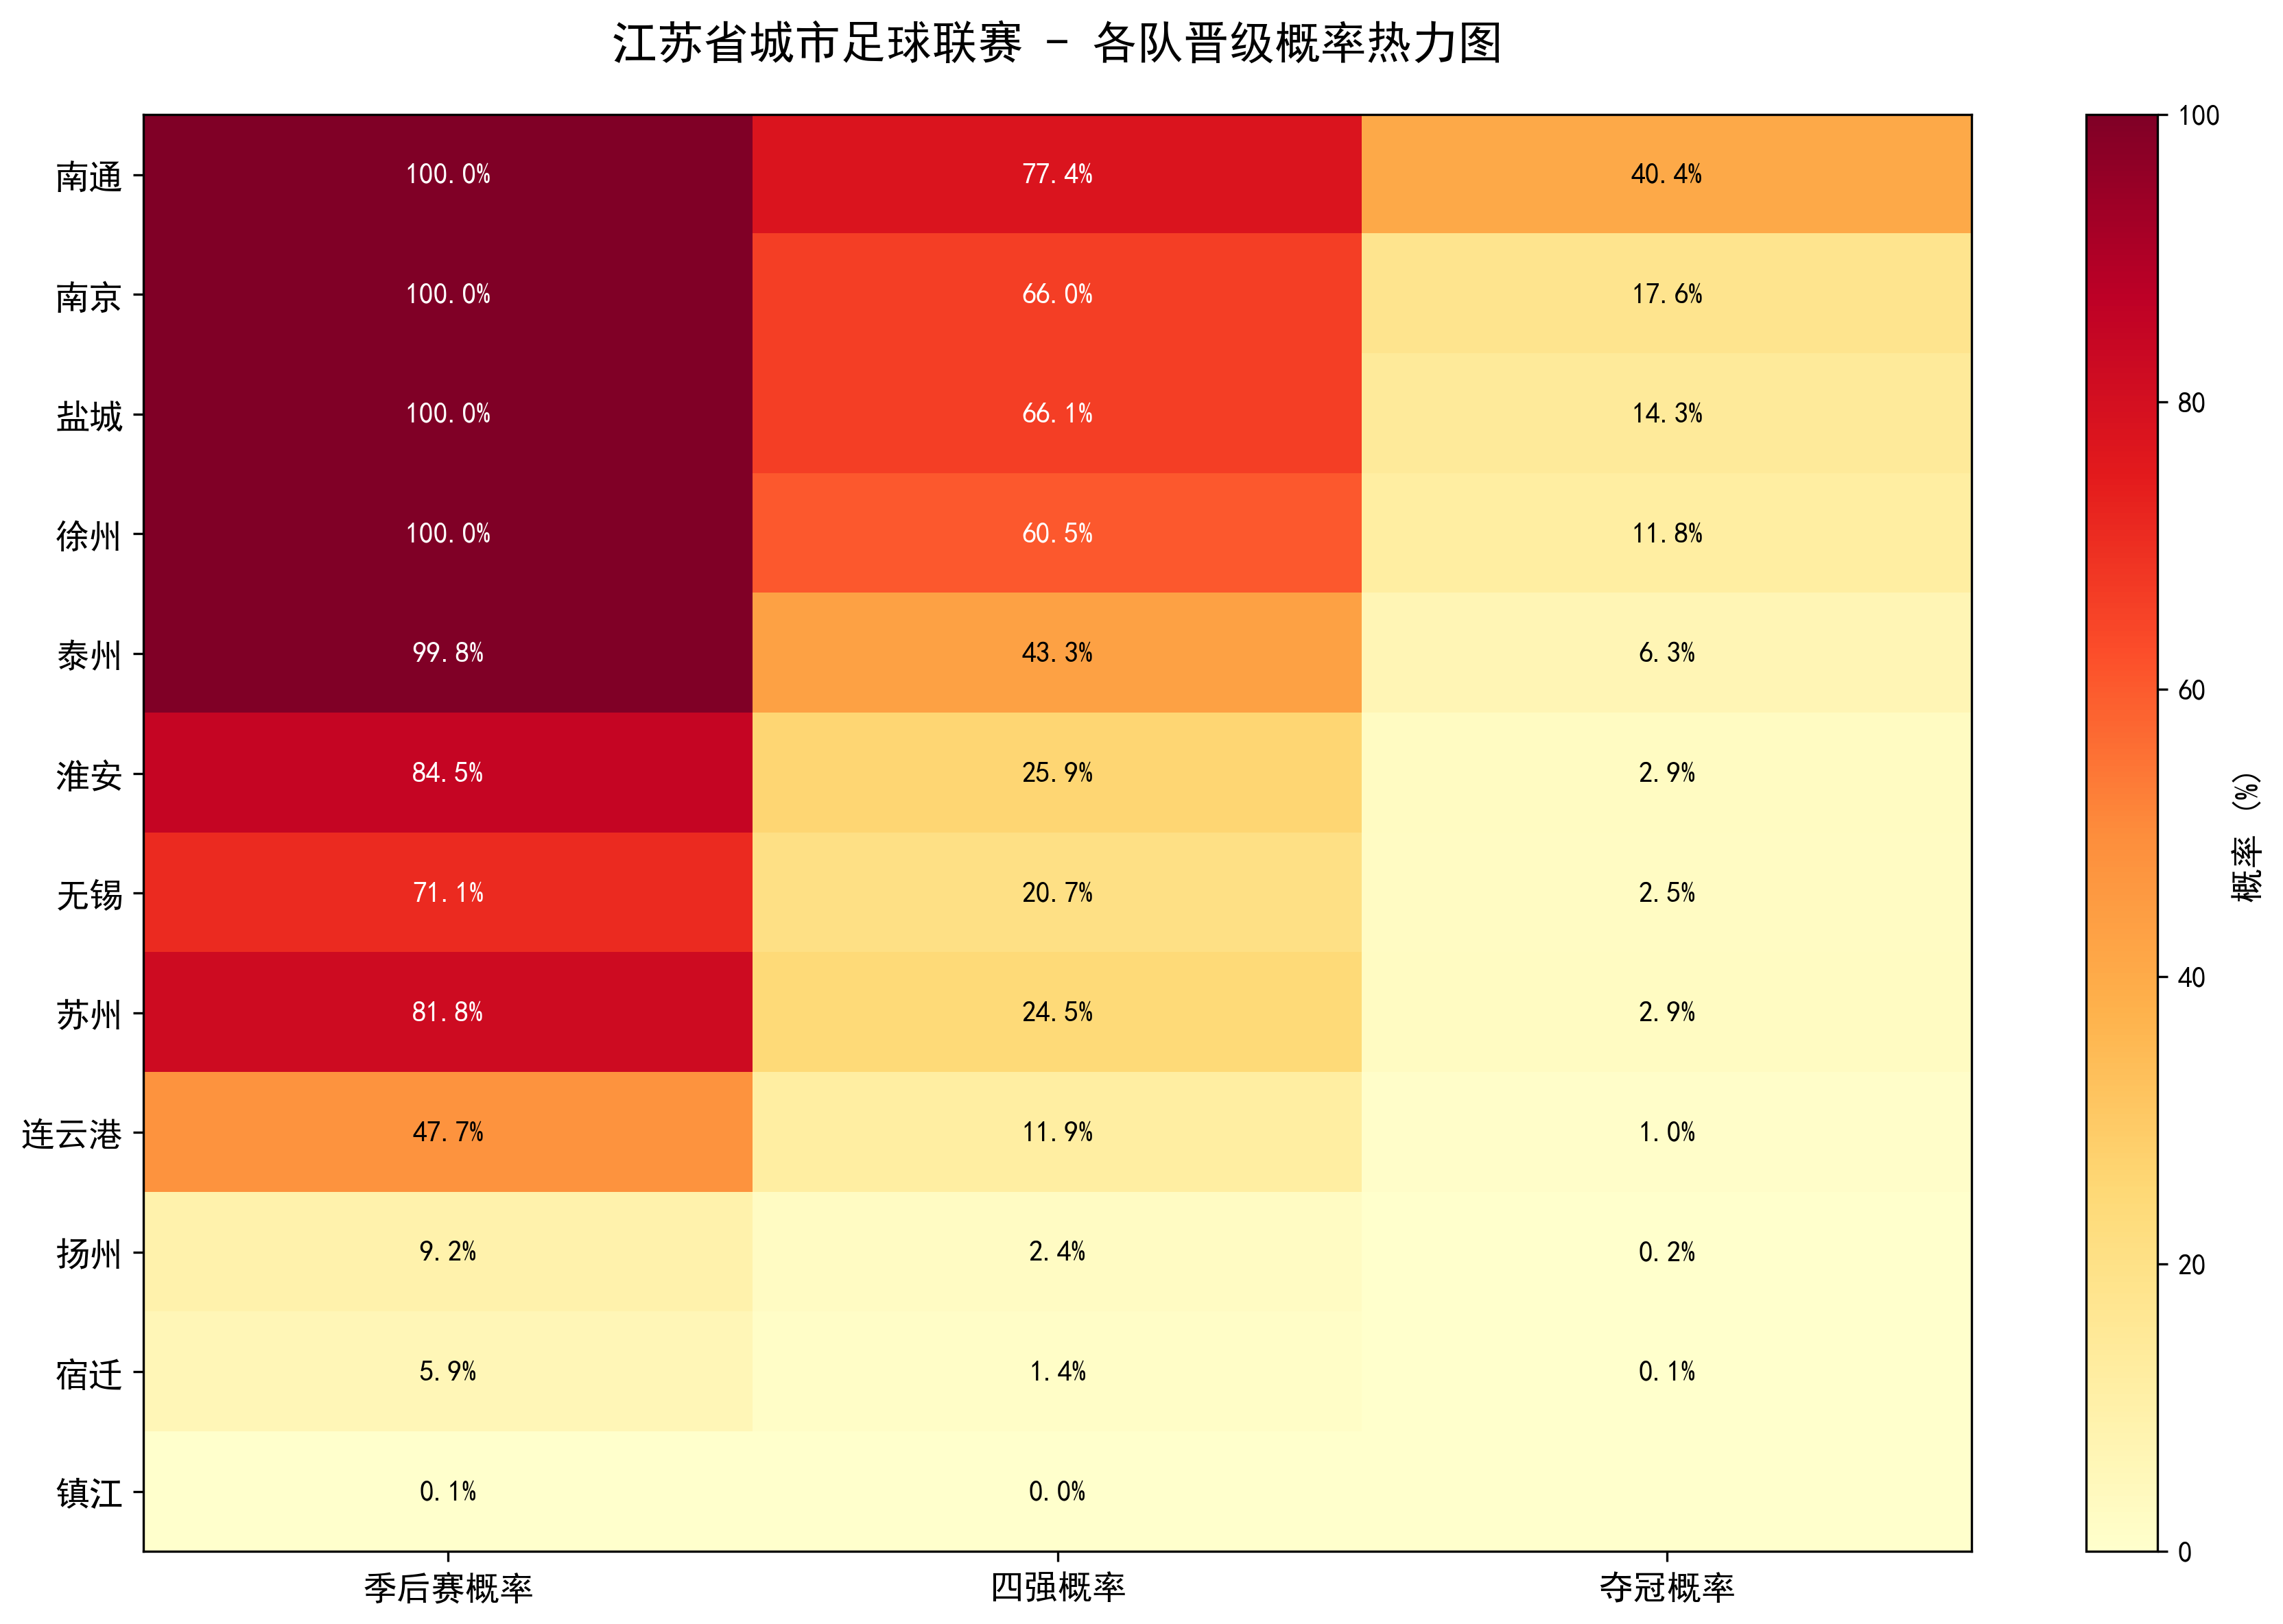 江苏省城市足球联赛 - 各队晋级概率热力图
南通 100.0% 77.4% 40.4%
南京 100.0% 66.0% 17.6%
盐城 100.0% 66.1% 14.3%
徐州 100.0% 60.5% 11.8%
泰州 99.8% 43.3% 6.3%
淮安 84.5% 25.9% 2.9%
无锡 71.1% 20.7% 2.5%
苏州 81.8% 24.5% 2.9%
连云港 47.7% 11.9% 1.0%
扬州 9.2% 2.4% 0.2%
宿迁 5.9% 1.4% 0.1%
镇江 0.1% 0.0%
季后赛概率 四强概率 夺冠概率
100
80
60
40
20
0
概率 (%)